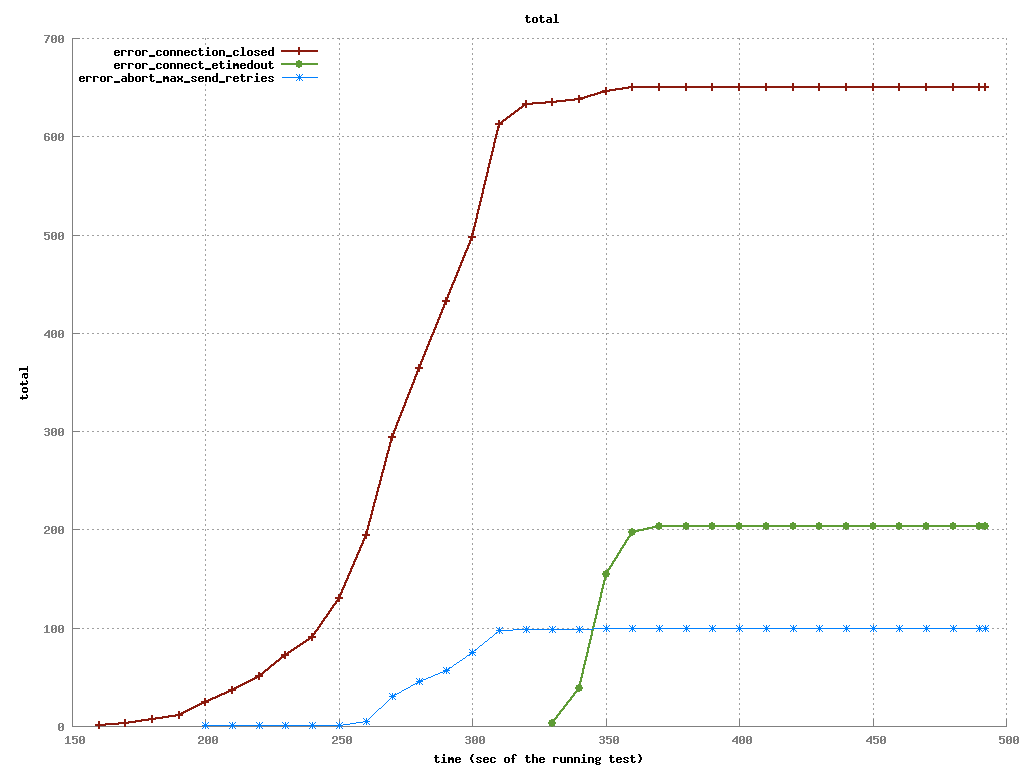 total
700
600
500
400
300
200
100
0
total
error_connection_closed
error_connect_etimedout
error_abort_max_send_retries
150 200 250 300 350 400 450 500
time (sec of the running test)